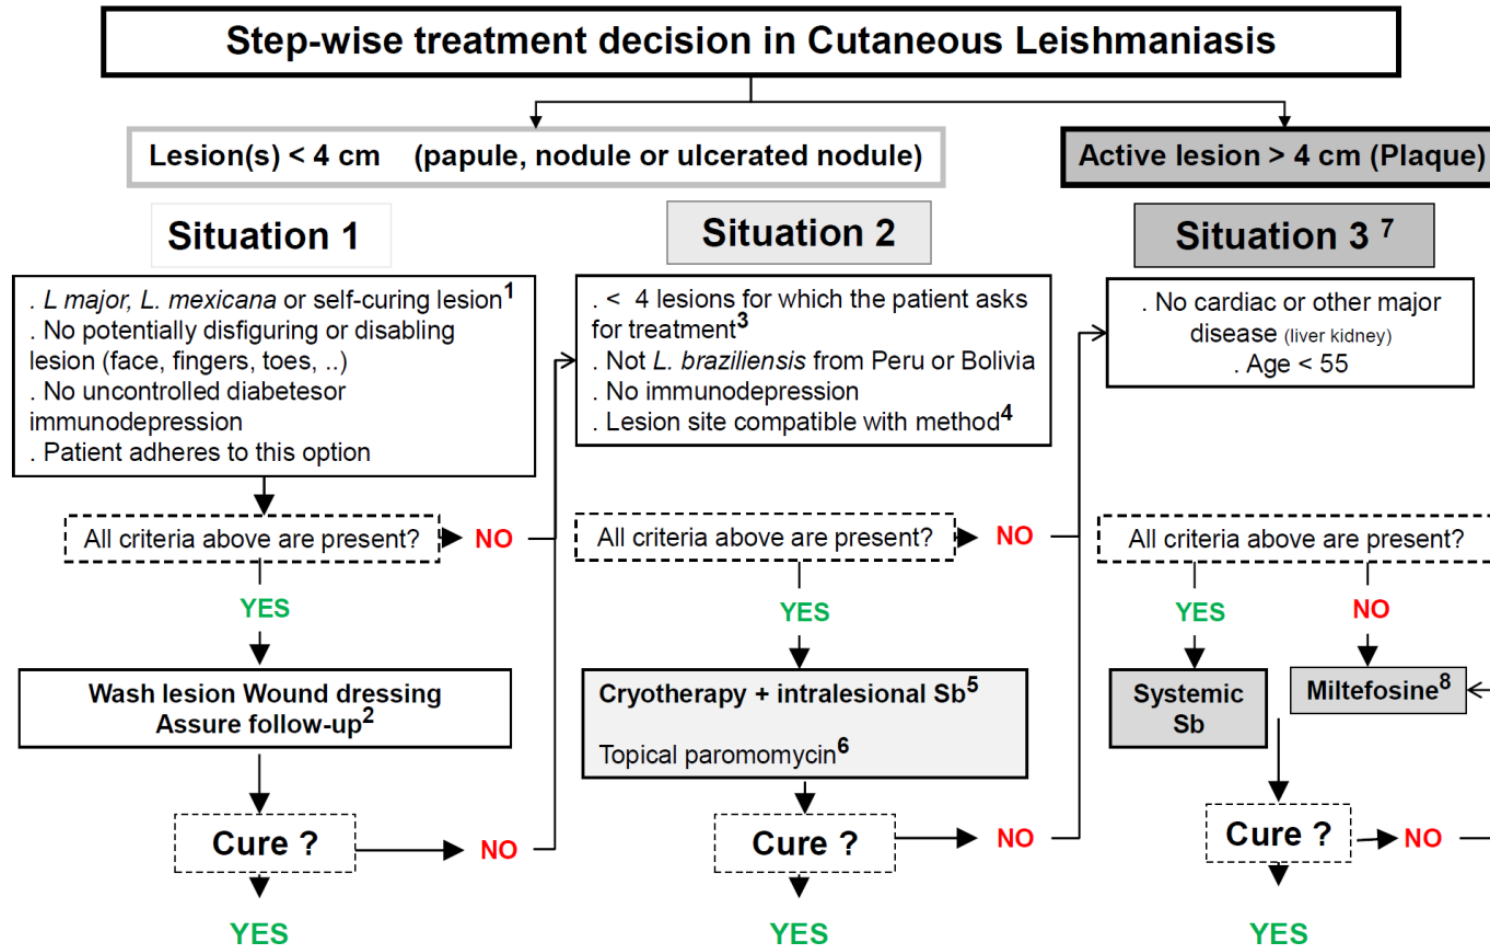 Step-wise treatment decision in Cutaneous Leishmaniasis
Lesion(s) < 4 cm (papule, nodule or ulcerated nodule)
Active lesion > 4 cm (Plaque)
Situation 1
. L major, L. mexicana or self-curing lesion1
. No potentially disfiguring or disabling
lesion (face, fingers, toes, ..)
. No uncontrolled diabetesor
immunodepression
. Patient adheres to this option
All criteria above are present?
NO
YES
Wash lesion Wound dressing
Assure follow-up2
Cure ?
NO
YES
Situation 2
. < 4 lesions for which the patient asks
for treatment3
. Not L. braziliensis from Peru or Bolivia
. No immunodepression
. Lesion site compatible with method4
All criteria above are present?
NO
YES
Cryotherapy + intralesional Sb5
Topical paromomycin6
Cure ?
NO
YES
Situation 3 7
. No cardiac or other major
disease (liver kidney)
. Age < 55
All criteria above are present?
YES
NO
Systemic
Sb
Miltefosine8
Cure ?
NO
YES